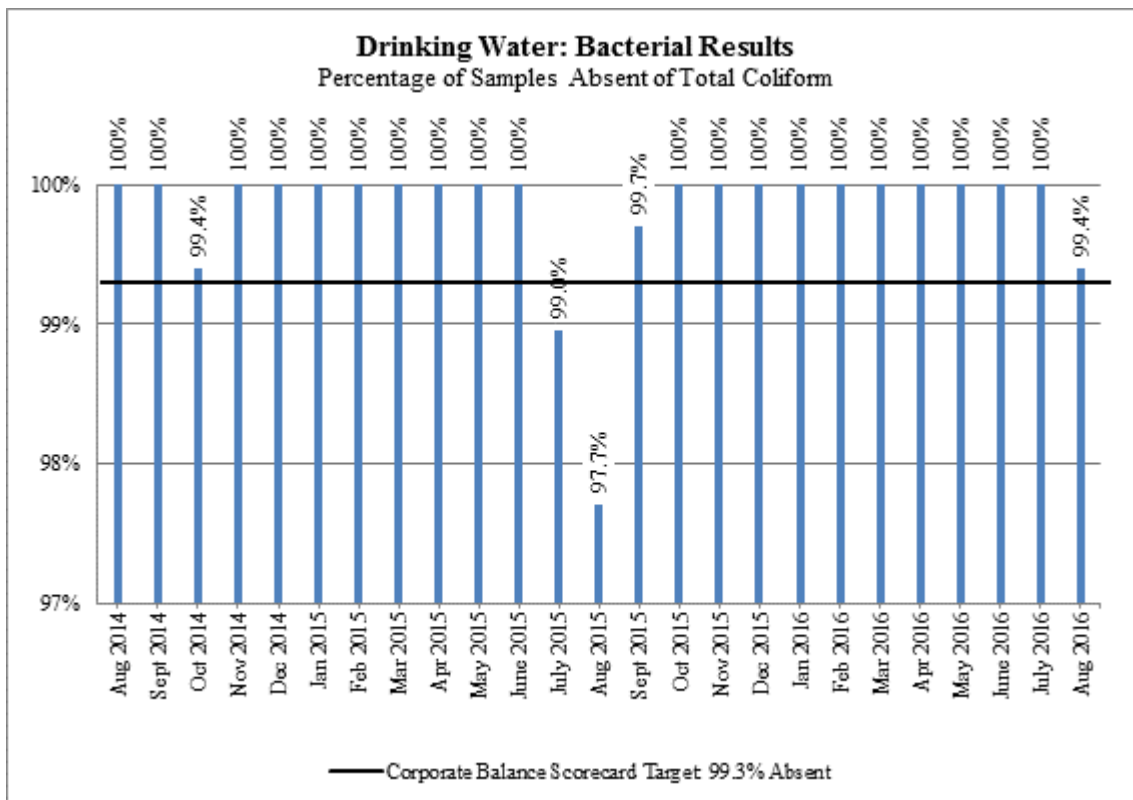 Drinking Water: Bacterial Results
Percentage of Samples Absent of Total Coliform
100%
100%
99.4%
100%
100%
100%
100%
100%
100%
100%
100%
99.0%
97.7%
99.7%
100%
100%
100%
100%
100%
100%
100%
100%
100%
100%
99.4%
100%
99%
98%
97%
Aug 2014
Sept 2014
Oct 2014
Nov 2014
Dec 2014
Jan 2015
Feb 2015
Mar 2015
Apr 2015
May 2015
June 2015
July 2015
Aug 2015
Sept 2015
Oct 2015
Nov 2015
Dec 2015
Jan 2016
Feb 2016
Mar 2016
Apr 2016
May 2016
June 2016
July 2016
Aug 2016
Corporate Balance Scorecard Target: 99.3% Absent